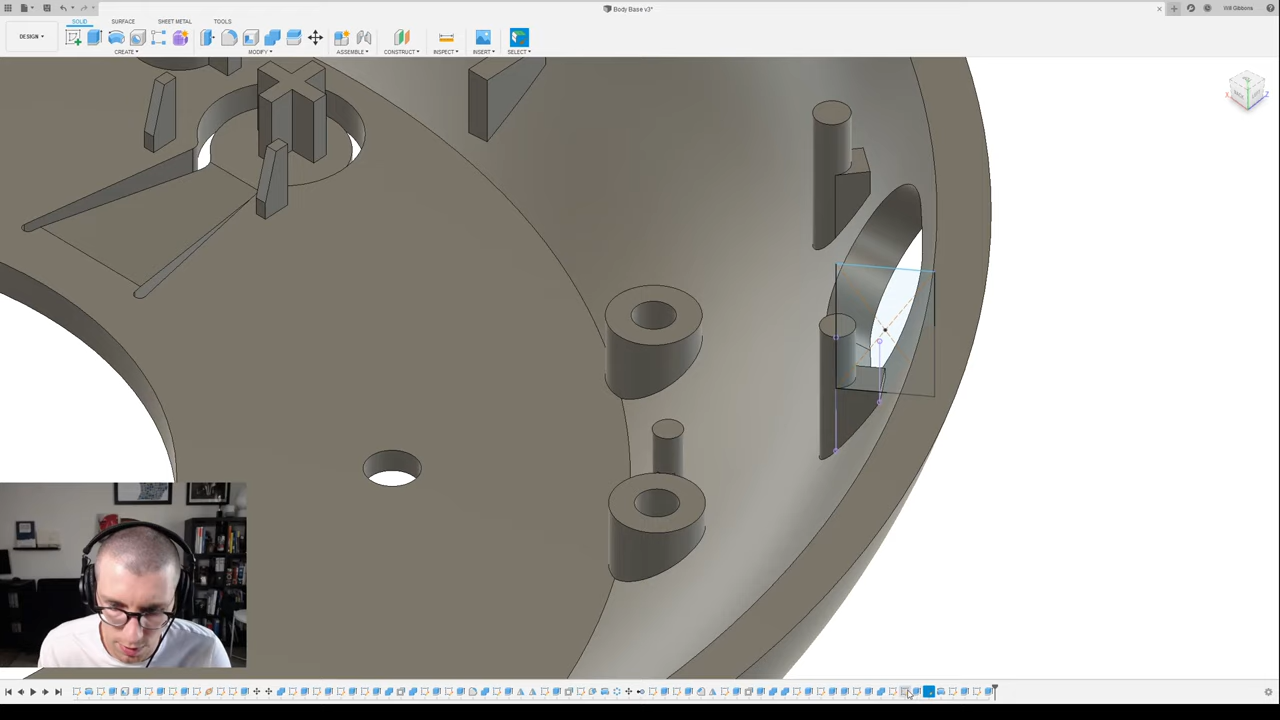 Body Base v3*
Will Gibbons
SOLID SURFACE SHEET METAL TOOLS
DESIGN
CREATE MODIFY ASSEMBLE CONSTRUCT INSPECT INSERT SELECT